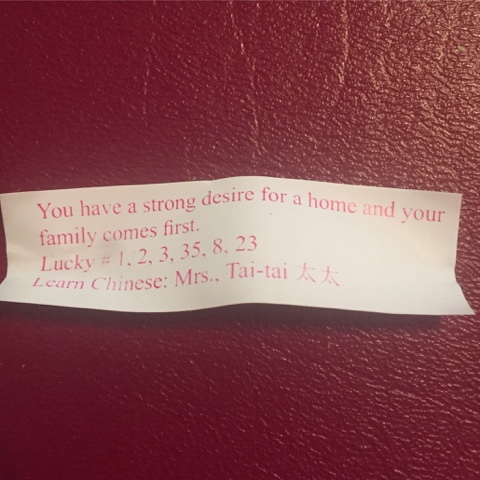 You have a strong desire for a home and your
family comes first.
Lucky # 1, 2, 3, 35, 8, 23
Learn Chinese: Mrs., Tai-tai 太太